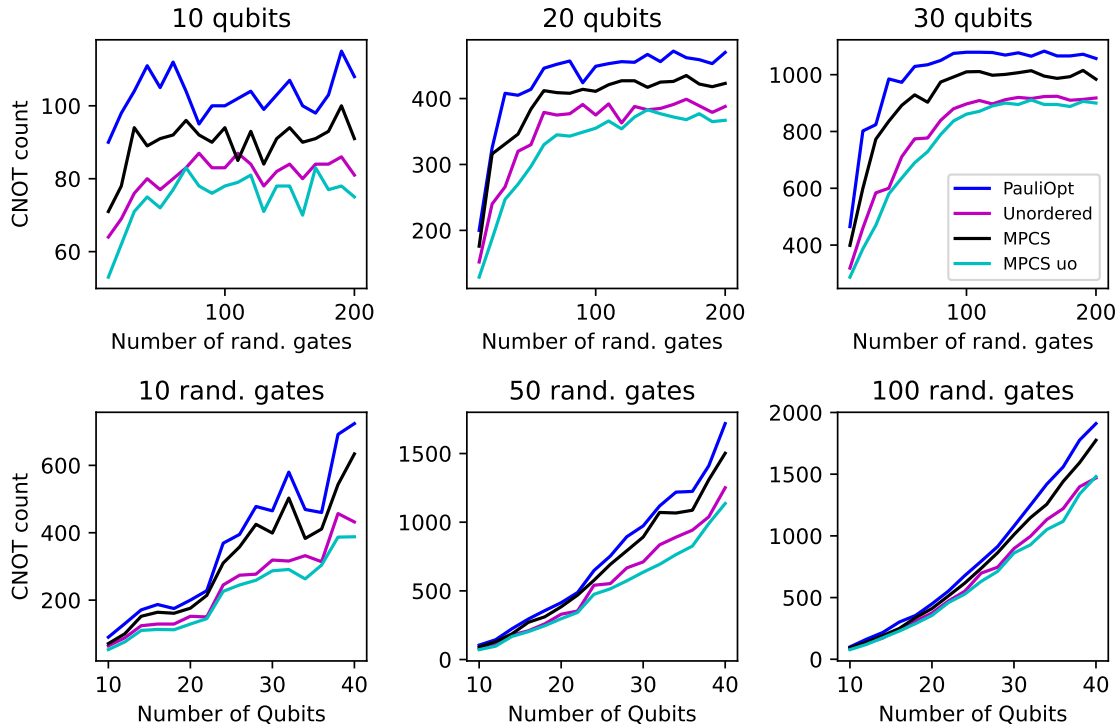 10 qubits
20 qubits
30 qubits
CNOT count
100
80
60
400
300
200
1000
800
600
400
PauliOpt
Unordered
MPCS
MPCS uo
100 200
100 200
100 200
Number of rand. gates
Number of rand. gates
Number of rand. gates
10 rand. gates
50 rand. gates
100 rand. gates
CNOT count
600
400
200
1500
1000
500
0
2000
1500
1000
500
0
10 20 30 40
10 20 30 40
10 20 30 40
Number of Qubits
Number of Qubits
Number of Qubits